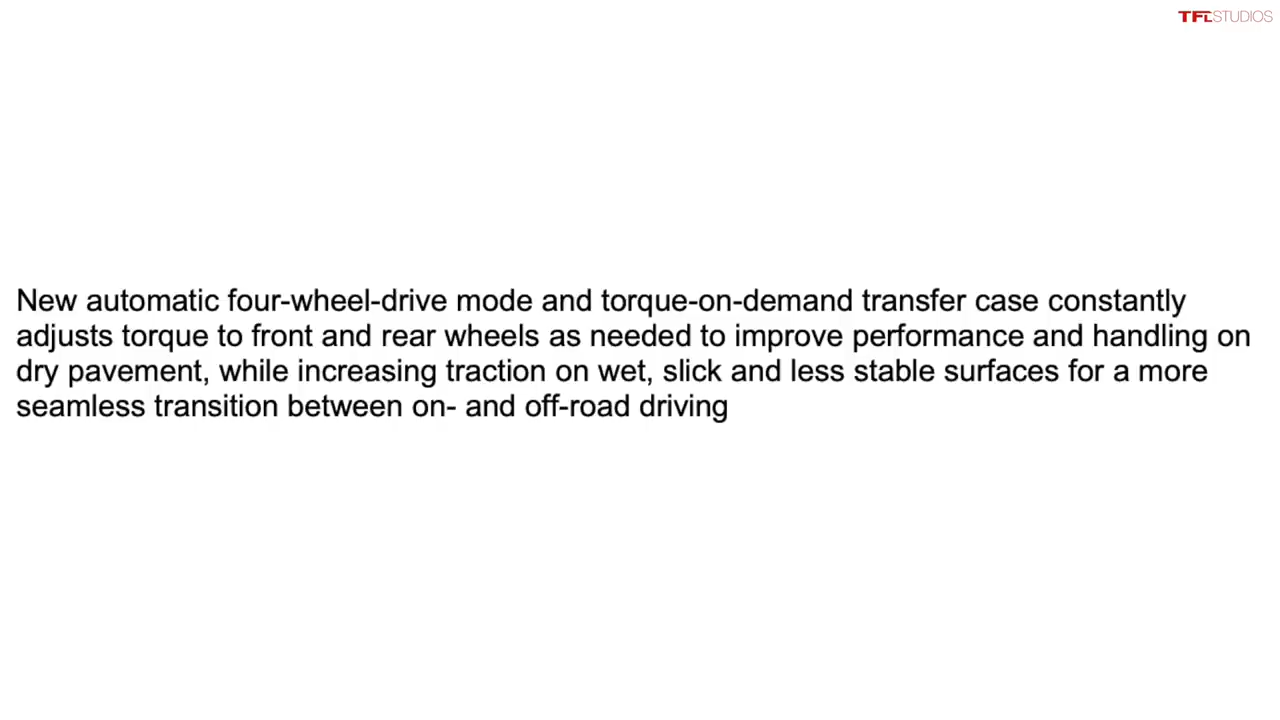 TFLSTUDIOS
New automatic four-wheel-drive mode and torque-on-demand transfer case constantly
adjusts torque to front and rear wheels as needed to improve performance and handling on
dry pavement, while increasing traction on wet, slick and less stable surfaces for a more
seamless transition between on- and off-road driving